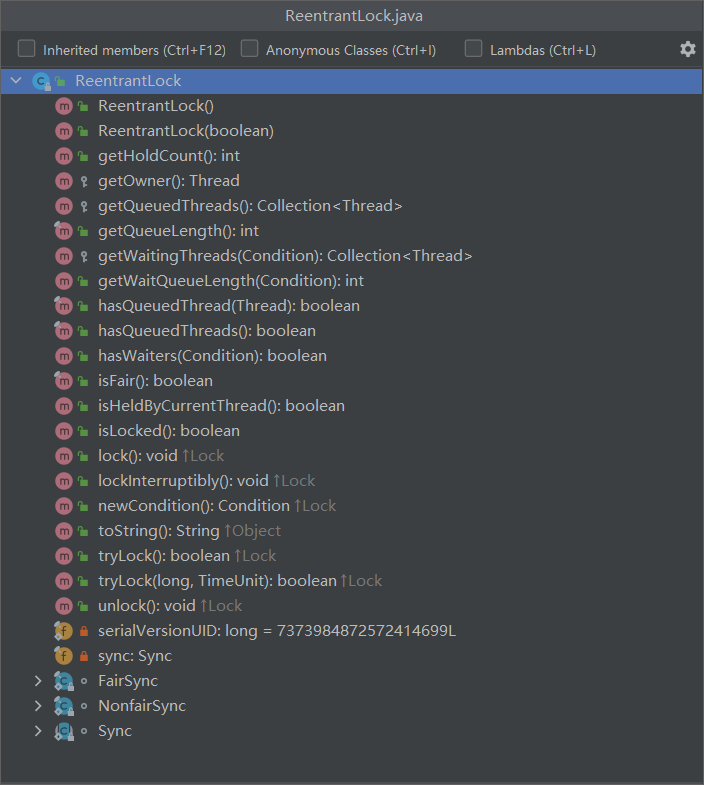 ReentrantLock.java
Inherited members (Ctrl+F12) Anonymous Classes (Ctrl+I) Lambdas (Ctrl+L)
ReentrantLock
ReentrantLock()
ReentrantLock(boolean)
getHoldCount(): int
getOwner(): Thread
getQueuedThreads(): Collection<Thread>
getQueueLength(): int
getWaitingThreads(Condition): Collection<Thread>
getWaitQueueLength(Condition): int
hasQueuedThread(Thread): boolean
hasQueuedThreads(): boolean
hasWaiters(Condition): boolean
isFair(): boolean
isHeldByCurrentThread(): boolean
isLocked(): boolean
lock(): void ↑Lock
lockInterruptibly(): void ↑Lock
newCondition(): Condition ↑Lock
toString(): String ↑Object
tryLock(): boolean ↑Lock
tryLock(long, TimeUnit): boolean ↑Lock
unlock(): void ↑Lock
serialVersionUID: long = 7373984872572414699L
sync: Sync
FairSync
NonfairSync
Sync